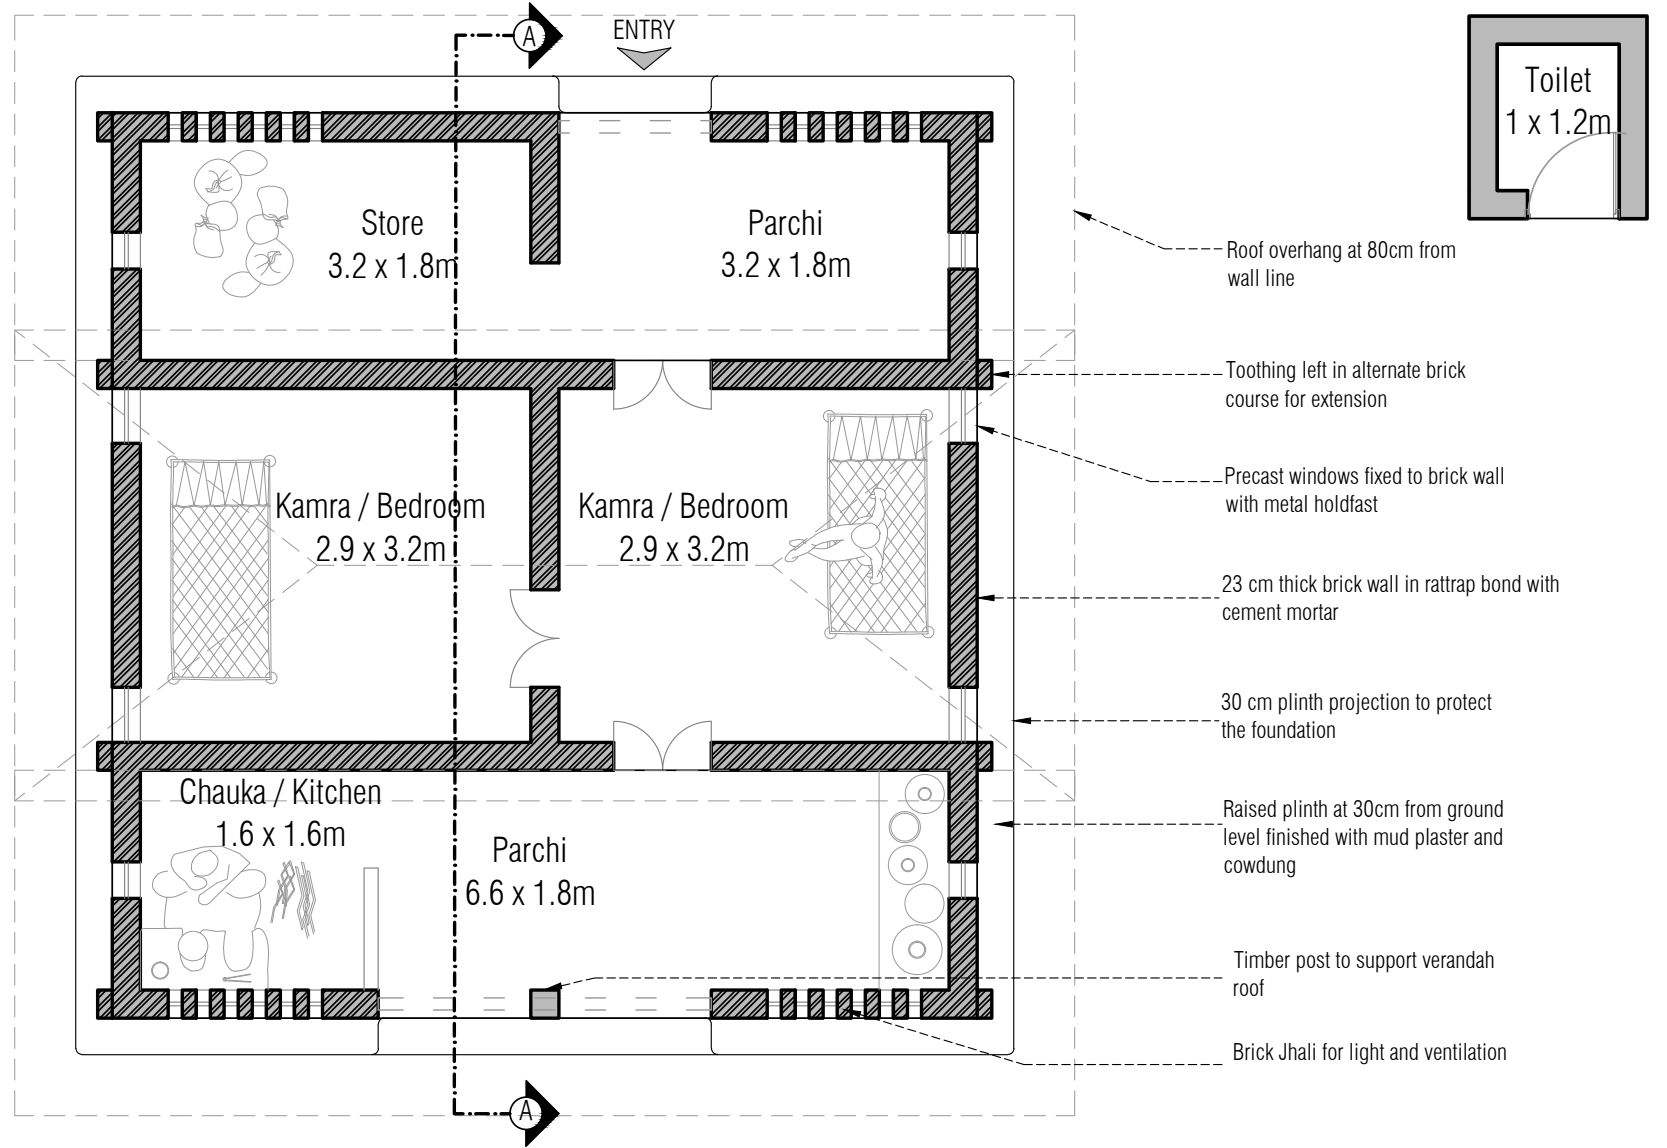 A
ENTRY
Toilet
1 x 1.2m
Store
3.2 x 1.8m
Parchi
3.2 x 1.8m
Roof overhang at 80cm from
wall line
Toothing left in alternate brick
course for extension
Kamra / Bedroom
2.9 x 3.2m
Kamra / Bedroom
2.9 x 3.2m
Precast windows fixed to brick wall
with metal holdfast
23 cm thick brick wall in rattrap bond with
cement mortar
30 cm plinth projection to protect
the foundation
Chauka / Kitchen
1.6 x 1.6m
Parchi
6.6 x 1.8m
Raised plinth at 30cm from ground
level finished with mud plaster and
cowdung
Timber post to support verandah
roof
Brick Jhali for light and ventilation
A